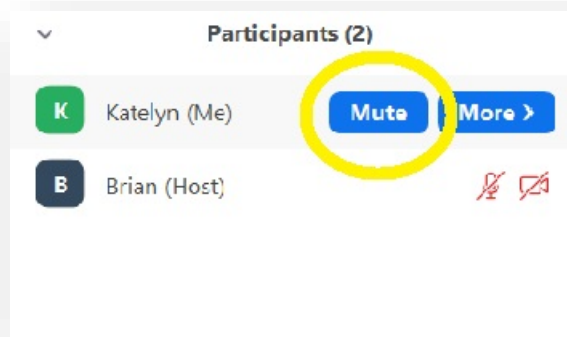 Participants (2)
K Katelyn (Me) Mute More >
B Brian (Host)